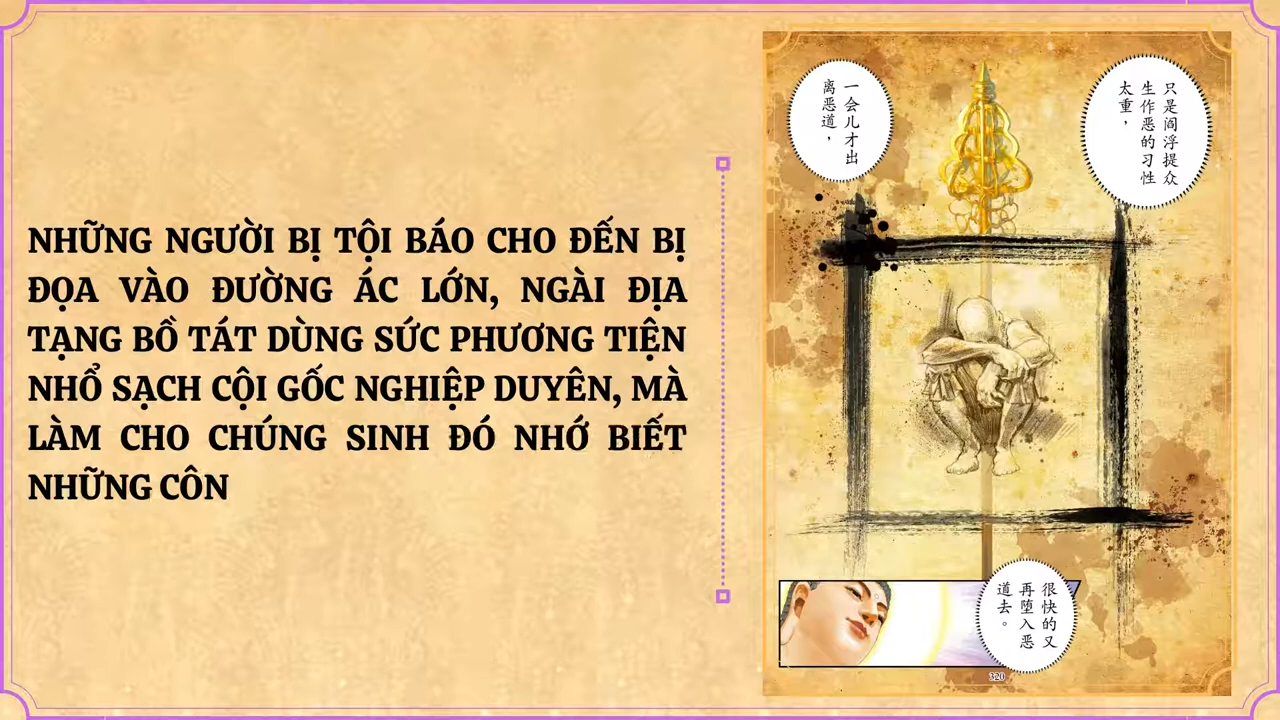 NHỮNG NGƯỜI BỊ TỘI BÁO CHO ĐẾN BỊ
ĐỌA VÀO ĐƯỜNG ÁC LỚN, NGÀI ĐỊA
TẠNG BỒ TÁT DÙNG SỨC PHƯƠNG TIỆN
NHỔ SẠCH CỘI GỐC NGHIỆP DUYÊN, MÀ
LÀM CHO CHÚNG SINH ĐÓ NHỚ BIẾT
NHỮNG CÔN
只是阎浮提众
生作恶的习性
太重，
一会儿才出
离恶道，
很快的又
再堕入恶
道去。
320